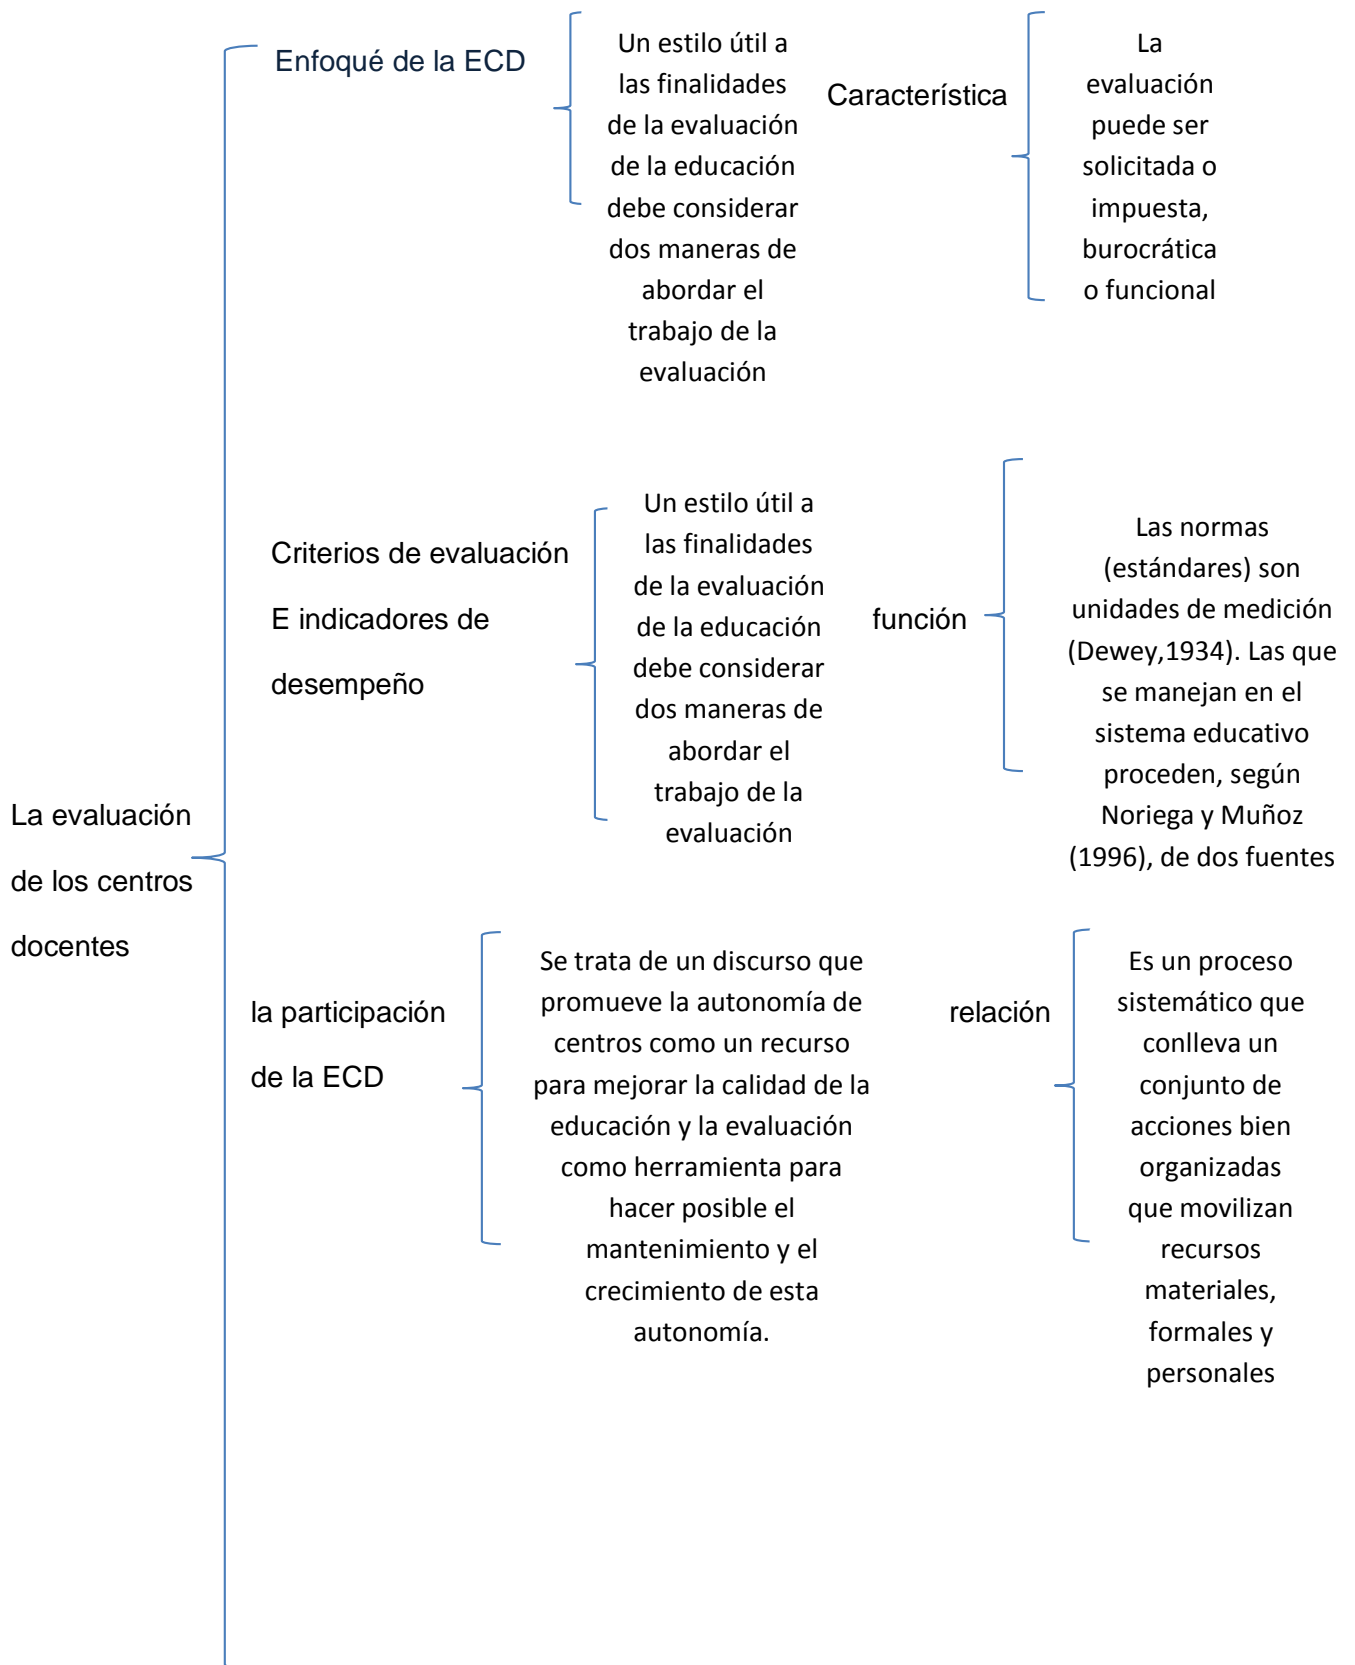 La evaluación
de los centros
docentes
Enfoqué de la ECD
Un estilo útil a
las finalidades
de la evaluación
de la educación
debe considerar
dos maneras de
abordar el
trabajo de la
evaluación
Característica
La
evaluación
puede ser
solicitada o
impuesta,
burocrática
o funcional
Criterios de evaluación
E indicadores de
desempeño
Un estilo útil a
las finalidades
de la evaluación
de la educación
debe considerar
dos maneras de
abordar el
trabajo de la
evaluación
función
Las normas
(estándares) son
unidades de medición
(Dewey,1934). Las que
se manejan en el
sistema educativo
proceden, según
Noriega y Muñoz
(1996), de dos fuentes
la participación
de la ECD
Se trata de un discurso que
promueve la autonomía de
centros como un recurso
para mejorar la calidad de la
educación y la evaluación
como herramienta para
hacer posible el
mantenimiento y el
crecimiento de esta
autonomía.
relación
Es un proceso
sistemático que
conlleva un
conjunto de
acciones bien
organizadas
que movilizan
recursos
materiales,
formales y
personales